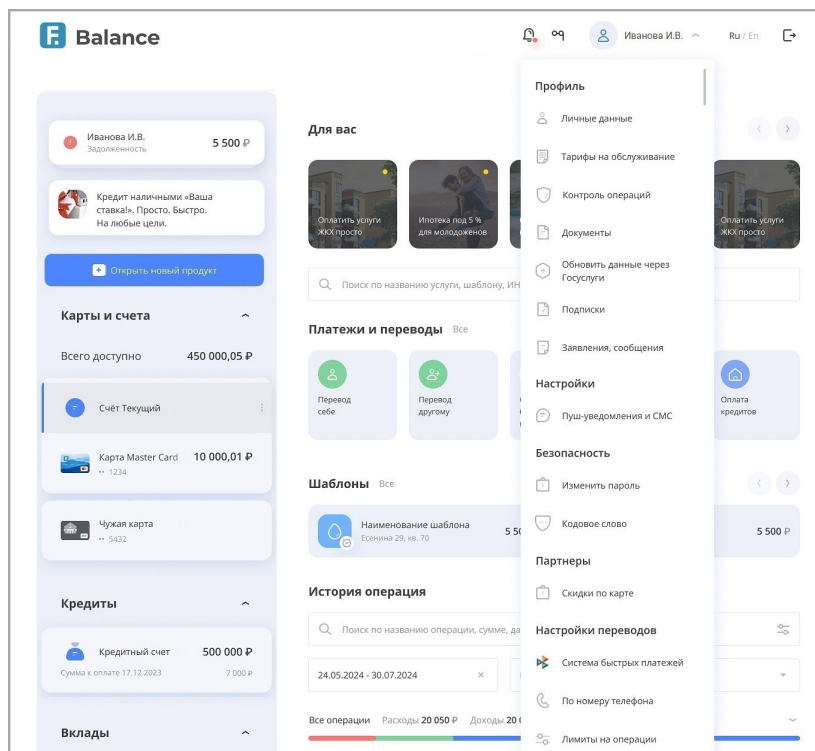 F. Balance
Иванова И.В.
Ru / En
Иванова И.В.
Задолженность
5 500 ₽
Кредит наличными «Ваша
ставка!». Просто. Быстро.
На любые цели.
Открыть новый продукт
Карты и счета
Всего доступно 450 000,05 ₽
Счёт Текущий
Карта Master Card 10 000,01 ₽
•• 1234
Чужая карта
•• 5432
Кредиты
Кредитный счет 500 000 ₽
Сумма к оплате 17.12.2023 7 000 ₽
Вклады
Для вас
Оплатить услуги
ЖКХ просто
Ипотека под 5 %
для молодоженов
Оплатить услуги
ЖКХ просто
Поиск по названию услуги, шаблону, ИН
Платежи и переводы Все
Перевод
себе
Перевод
другому
Оплата
кредитов
Шаблоны Все
Наименование шаблона
Есенина 29, кв. 70
5 50
5 500 ₽
История операция
Поиск по названию операции, сумме, да
24.05.2024 - 30.07.2024 ×
Все операции Расходы 20 050 ₽ Доходы 20 0
Профиль
Личные данные
Тарифы на обслуживание
Контроль операций
Документы
Обновить данные через
Госуслуги
Подписки
Заявления, сообщения
Настройки
Пуш-уведомления и СМС
Безопасность
Изменить пароль
Кодовое слово
Партнеры
Скидки по карте
Настройки переводов
Система быстрых платежей
По номеру телефона
Лимиты на операции